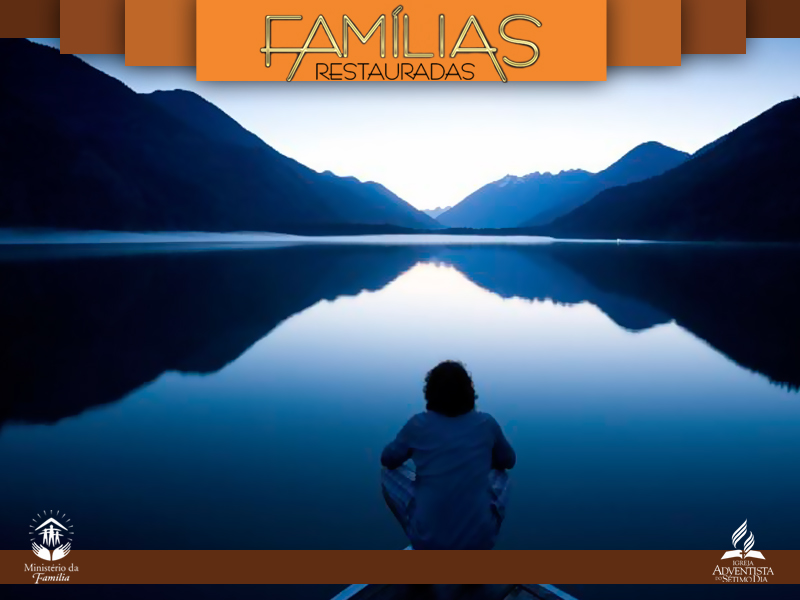 FAMÍLIAS
RESTAURADAS
Ministério da
Família
IGREJA
ADVENTISTA
DO SÉTIMO DIA